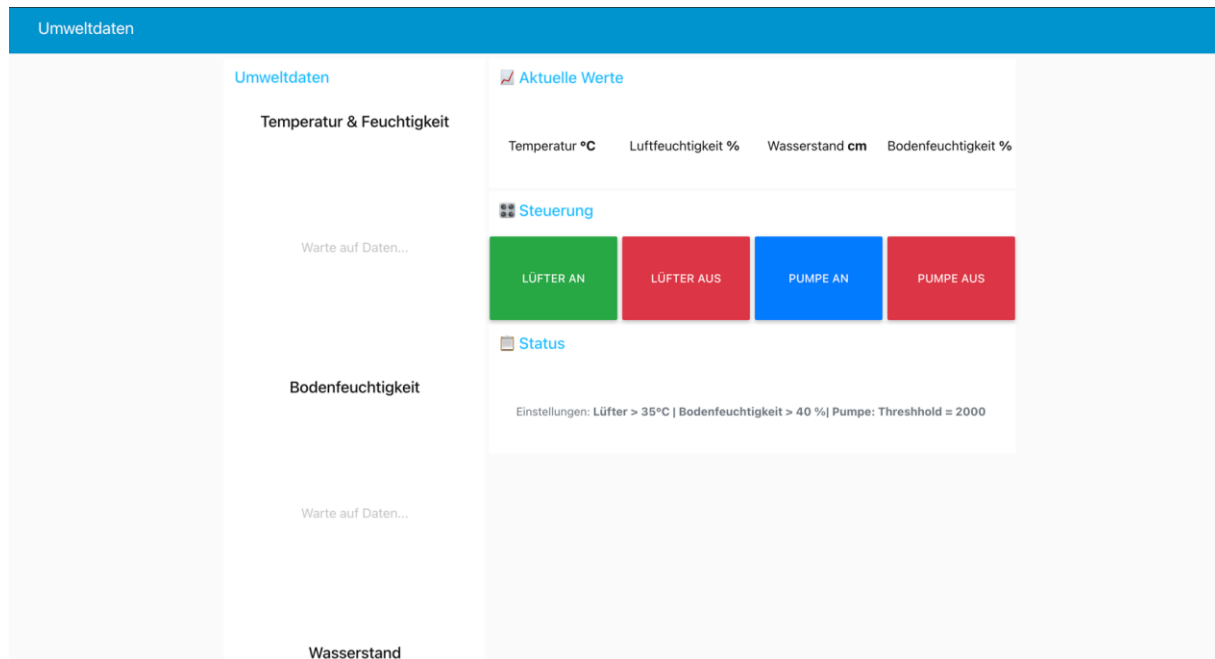 Umweltdaten
Umweltdaten
Temperatur & Feuchtigkeit
Warte auf Daten...
Bodenfeuchtigkeit
Warte auf Daten...
Wasserstand
Aktuelle Werte
Temperatur °C
Luftfeuchtigkeit %
Wasserstand cm
Bodenfeuchtigkeit %
Steuerung
LÜFTER AN
LÜFTER AUS
PUMPE AN
PUMPE AUS
Status
Einstellungen: Lüfter > 35°C | Bodenfeuchtigkeit > 40 %| Pumpe: Threshhold = 2000